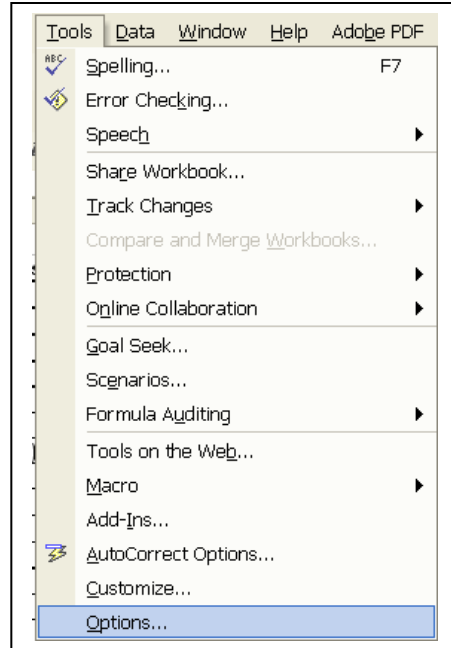 Tools Data Window Help Adobe PDF
Spelling... F7
Error Checking...
Speech
Share Workbook...
Track Changes
Compare and Merge Workbooks...
Protection
Online Collaboration
Goal Seek...
Scenarios...
Formula Auditing
Tools on the Web...
Macro
Add-Ins...
AutoCorrect Options...
Customize...
Options...